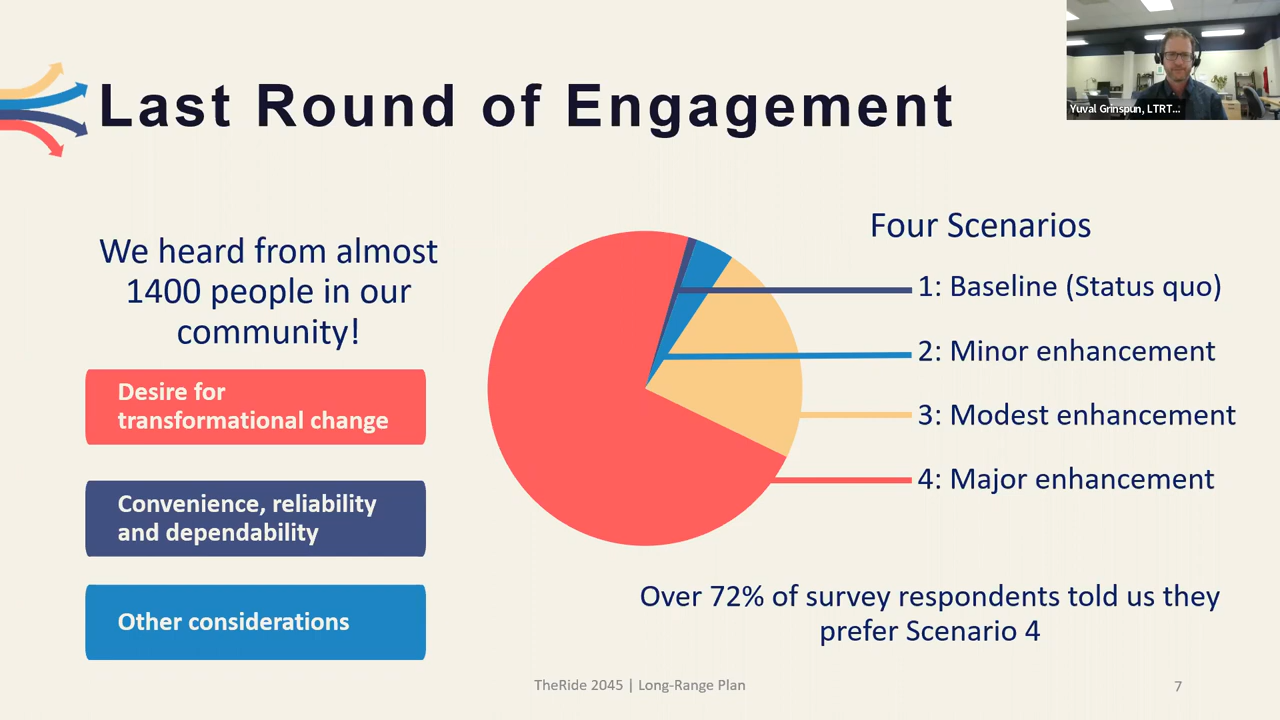 Last Round of Engagement
Yuval Grinspun, LTRT...
We heard from almost
1400 people in our
community!
Desire for
transformational change
Convenience, reliability
and dependability
Other considerations
Four Scenarios
1: Baseline (Status quo)
2: Minor enhancement
3: Modest enhancement
4: Major enhancement
Over 72% of survey respondents told us they
prefer Scenario 4
TheRide 2045 | Long-Range Plan
7